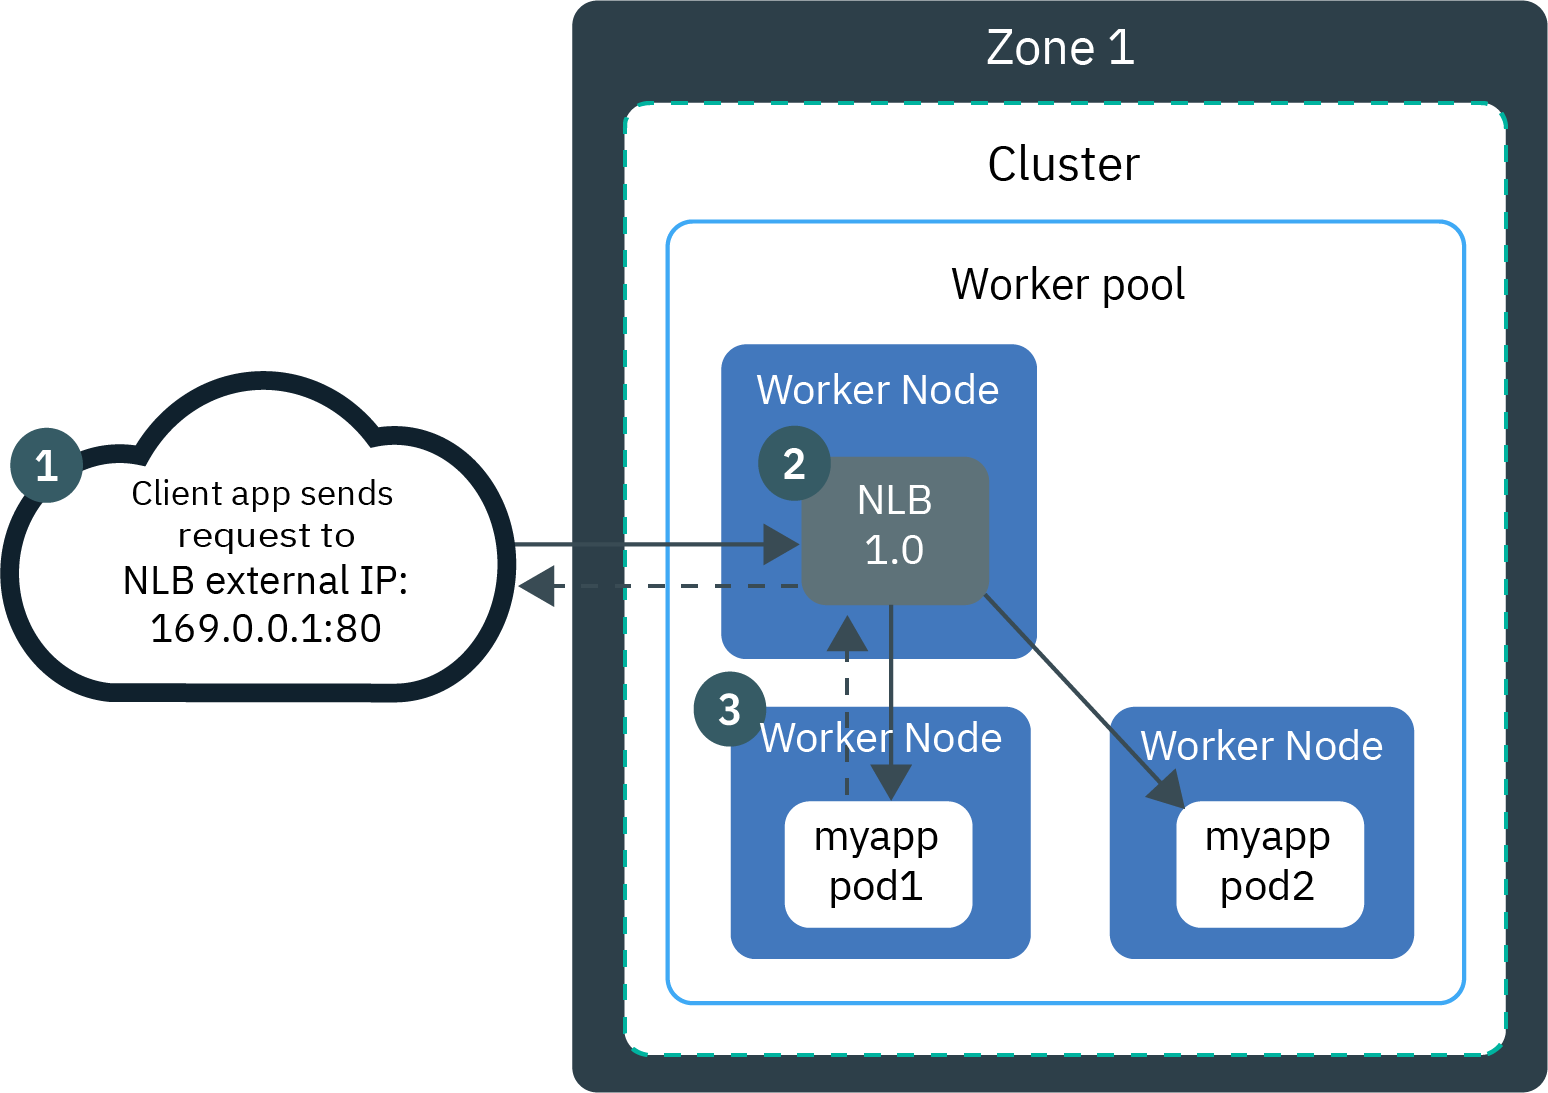 Zone 1
Cluster
Worker pool
Worker Node
1
2
Client app sends
request to
NLB external IP:
169.0.0.1:80
NLB
1.0
3
Worker Node
Worker Node
myapp
pod1
myapp
pod2